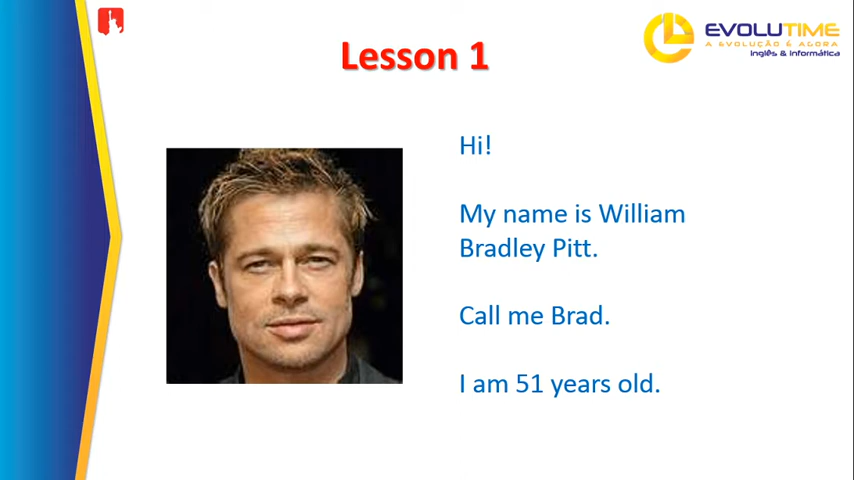 Lesson 1
EVOLUTIME
A EVOLUÇÃO É AGORA
Inglês & Informática
Hi!
My name is William
Bradley Pitt.
Call me Brad.
I am 51 years old.